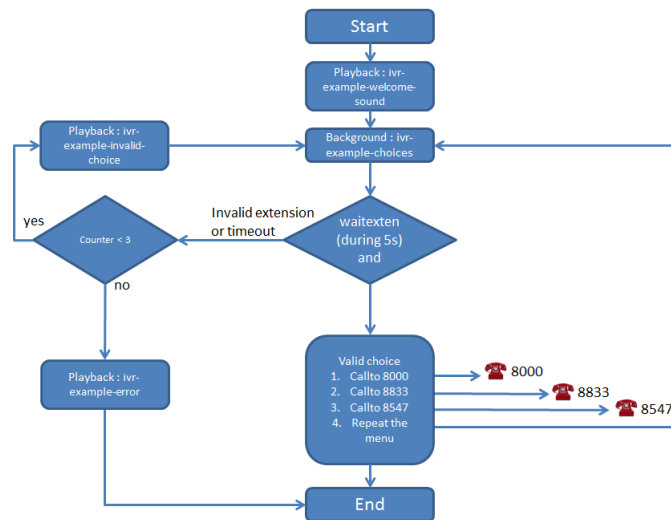 Start
Playback : ivr-
example-welcome-
sound
Playback : ivr-
example-invalid-
choice
Background : ivr-
example-choices
yes
Counter < 3
Invalid extension
or timeout
waitexten
(during 5s)
and
no
Playback : ivr-
example-error
Valid choice
1. Callto 8000
2. Callto 8833
3. Callto 8547
4. Repeat the
menu
8000
8833
8547
End